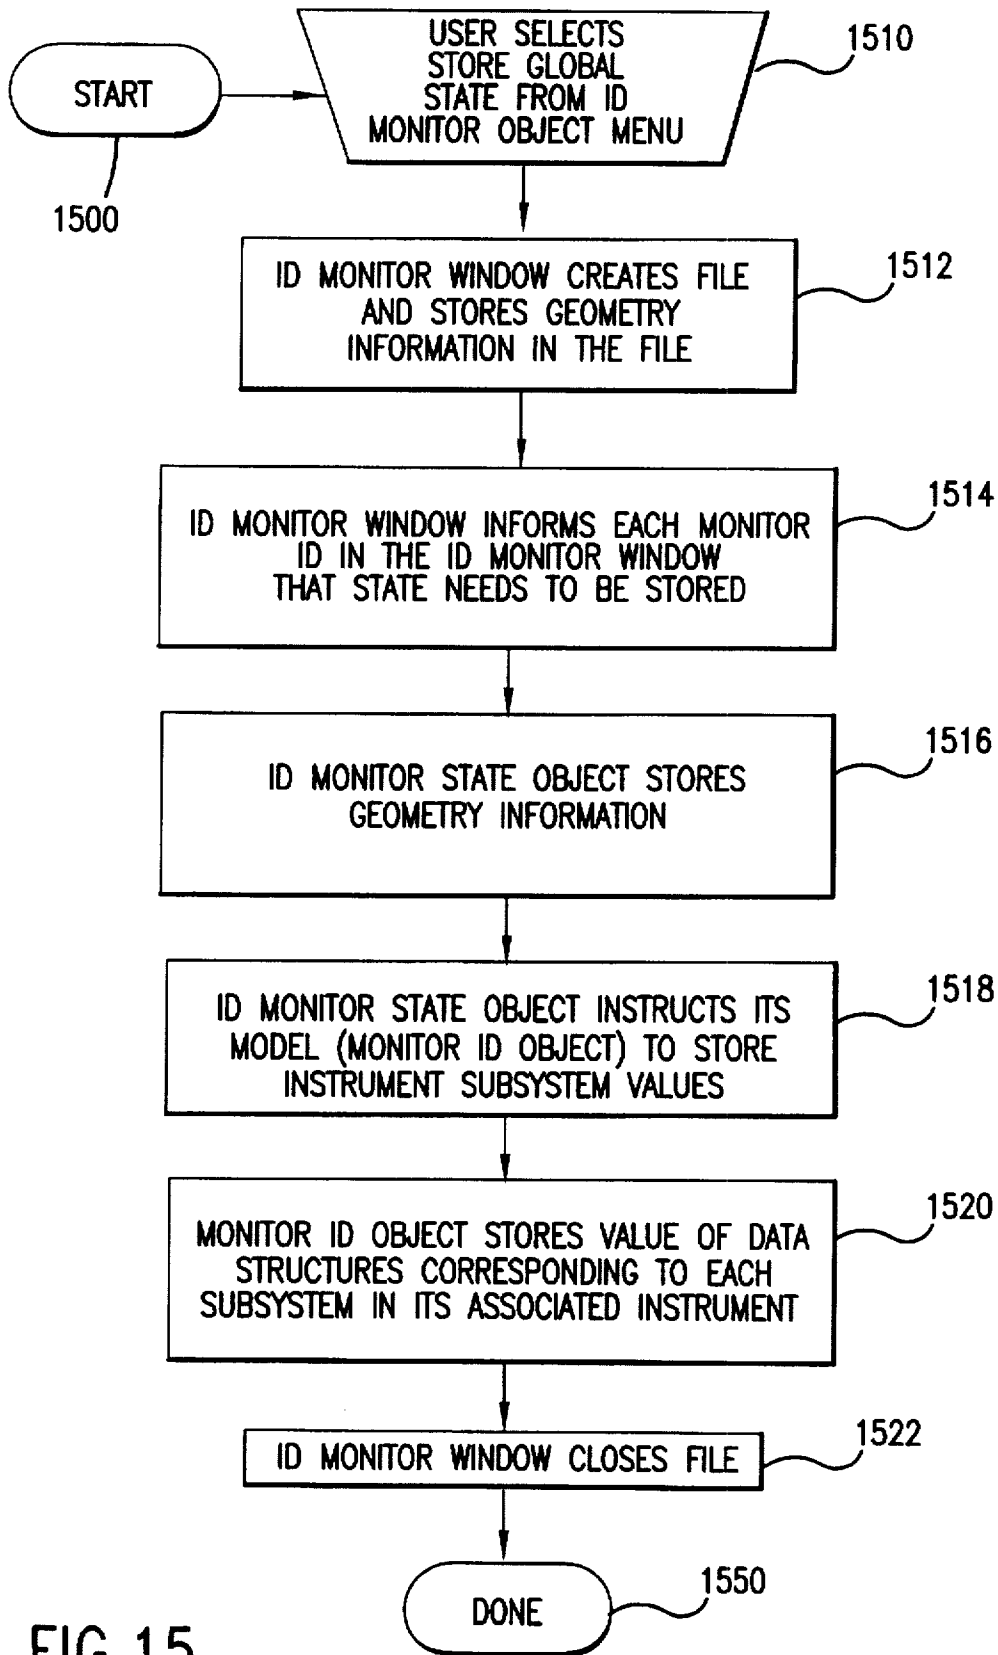 START
1500
USER SELECTS
STORE GLOBAL
STATE FROM ID
MONITOR OBJECT MENU
1510
ID MONITOR WINDOW CREATES FILE
AND STORES GEOMETRY
INFORMATION IN THE FILE
1512
ID MONITOR WINDOW INFORMS EACH MONITOR
ID IN THE ID MONITOR WINDOW
THAT STATE NEEDS TO BE STORED
1514
ID MONITOR STATE OBJECT STORES
GEOMETRY INFORMATION
1516
ID MONITOR STATE OBJECT INSTRUCTS ITS
MODEL (MONITOR ID OBJECT) TO STORE
INSTRUMENT SUBSYSTEM VALUES
1518
MONITOR ID OBJECT STORES VALUE OF DATA
STRUCTURES CORRESPONDING TO EACH
SUBSYSTEM IN ITS ASSOCIATED INSTRUMENT
1520
ID MONITOR WINDOW CLOSES FILE
1522
DONE
1550
FIG.15